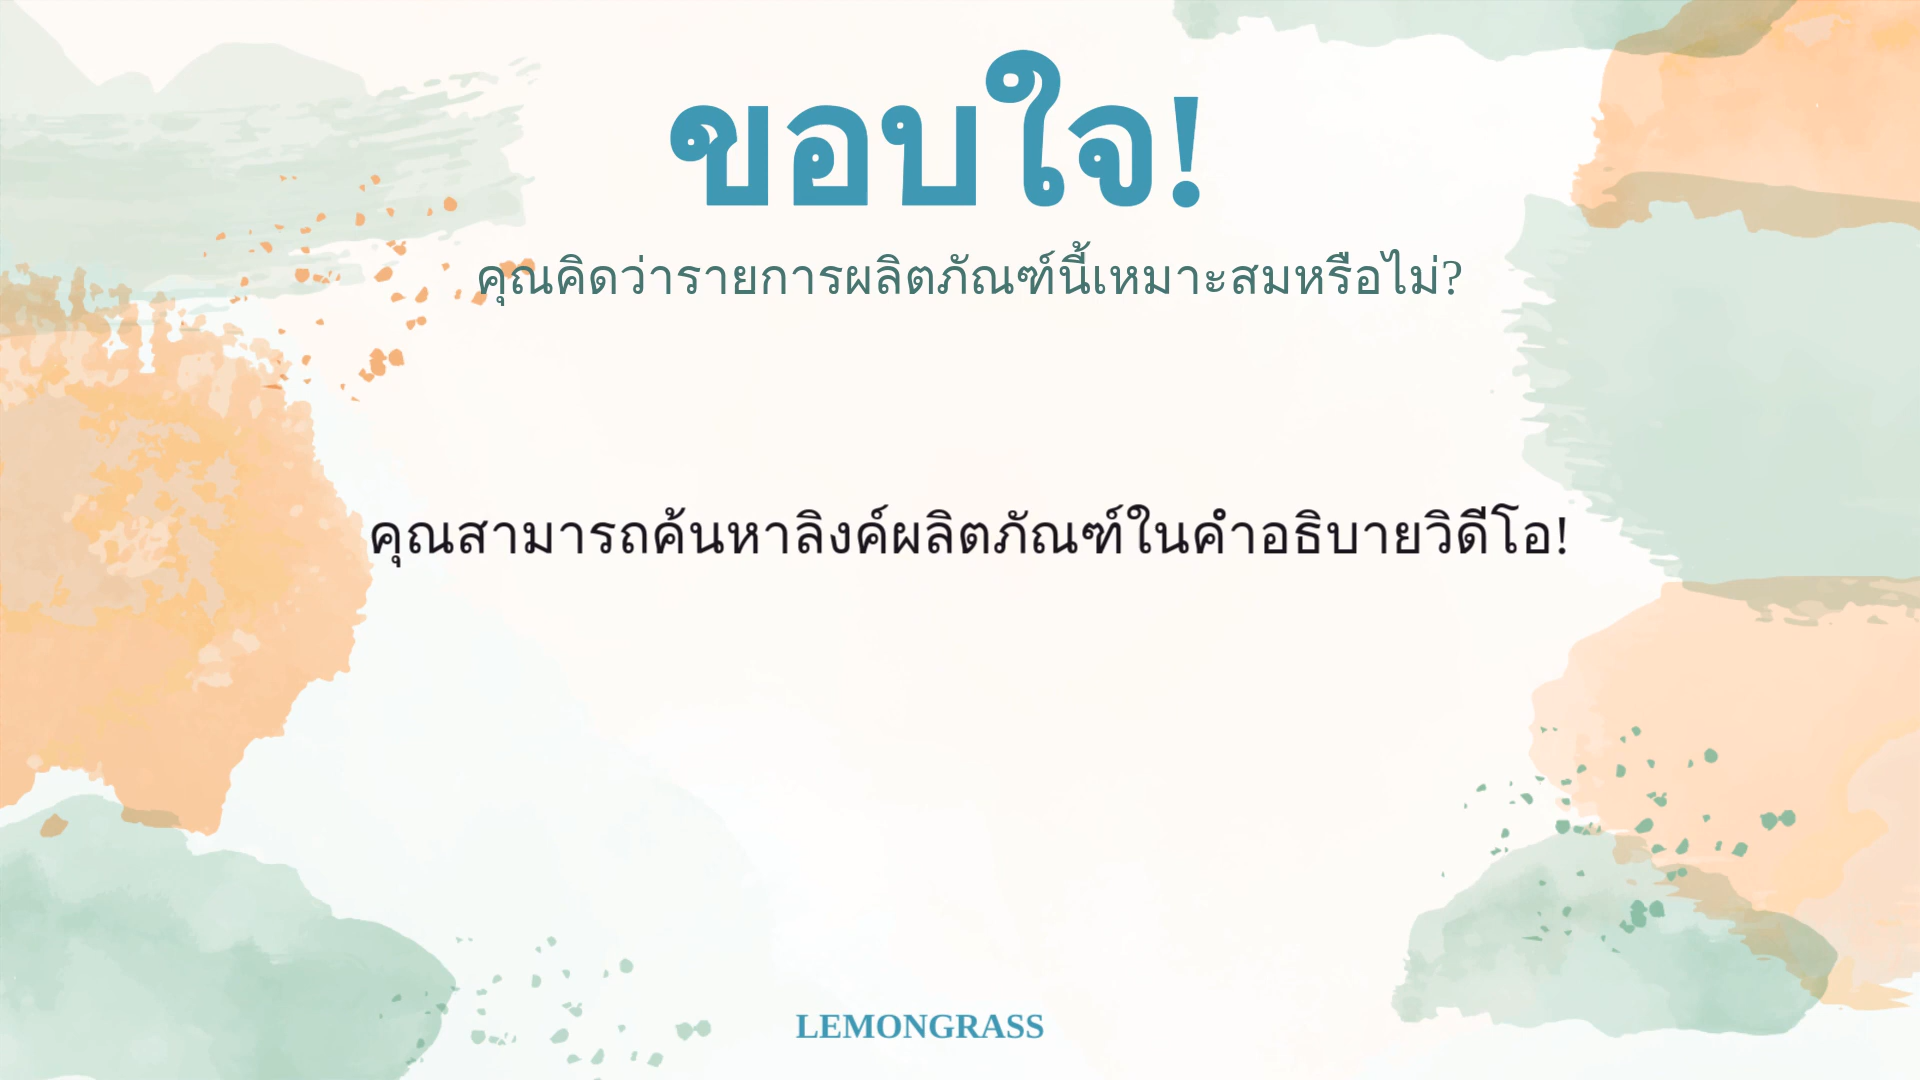 ขอบใจ!
คุณคิดว่ารายการผลิตภัณฑ์นี้เหมาะสมหรือไม่?
คุณสามารถค้นหาลิงค์ผลิตภัณฑ์ในคำอธิบายวิดีโอ!
LEMONGRASS